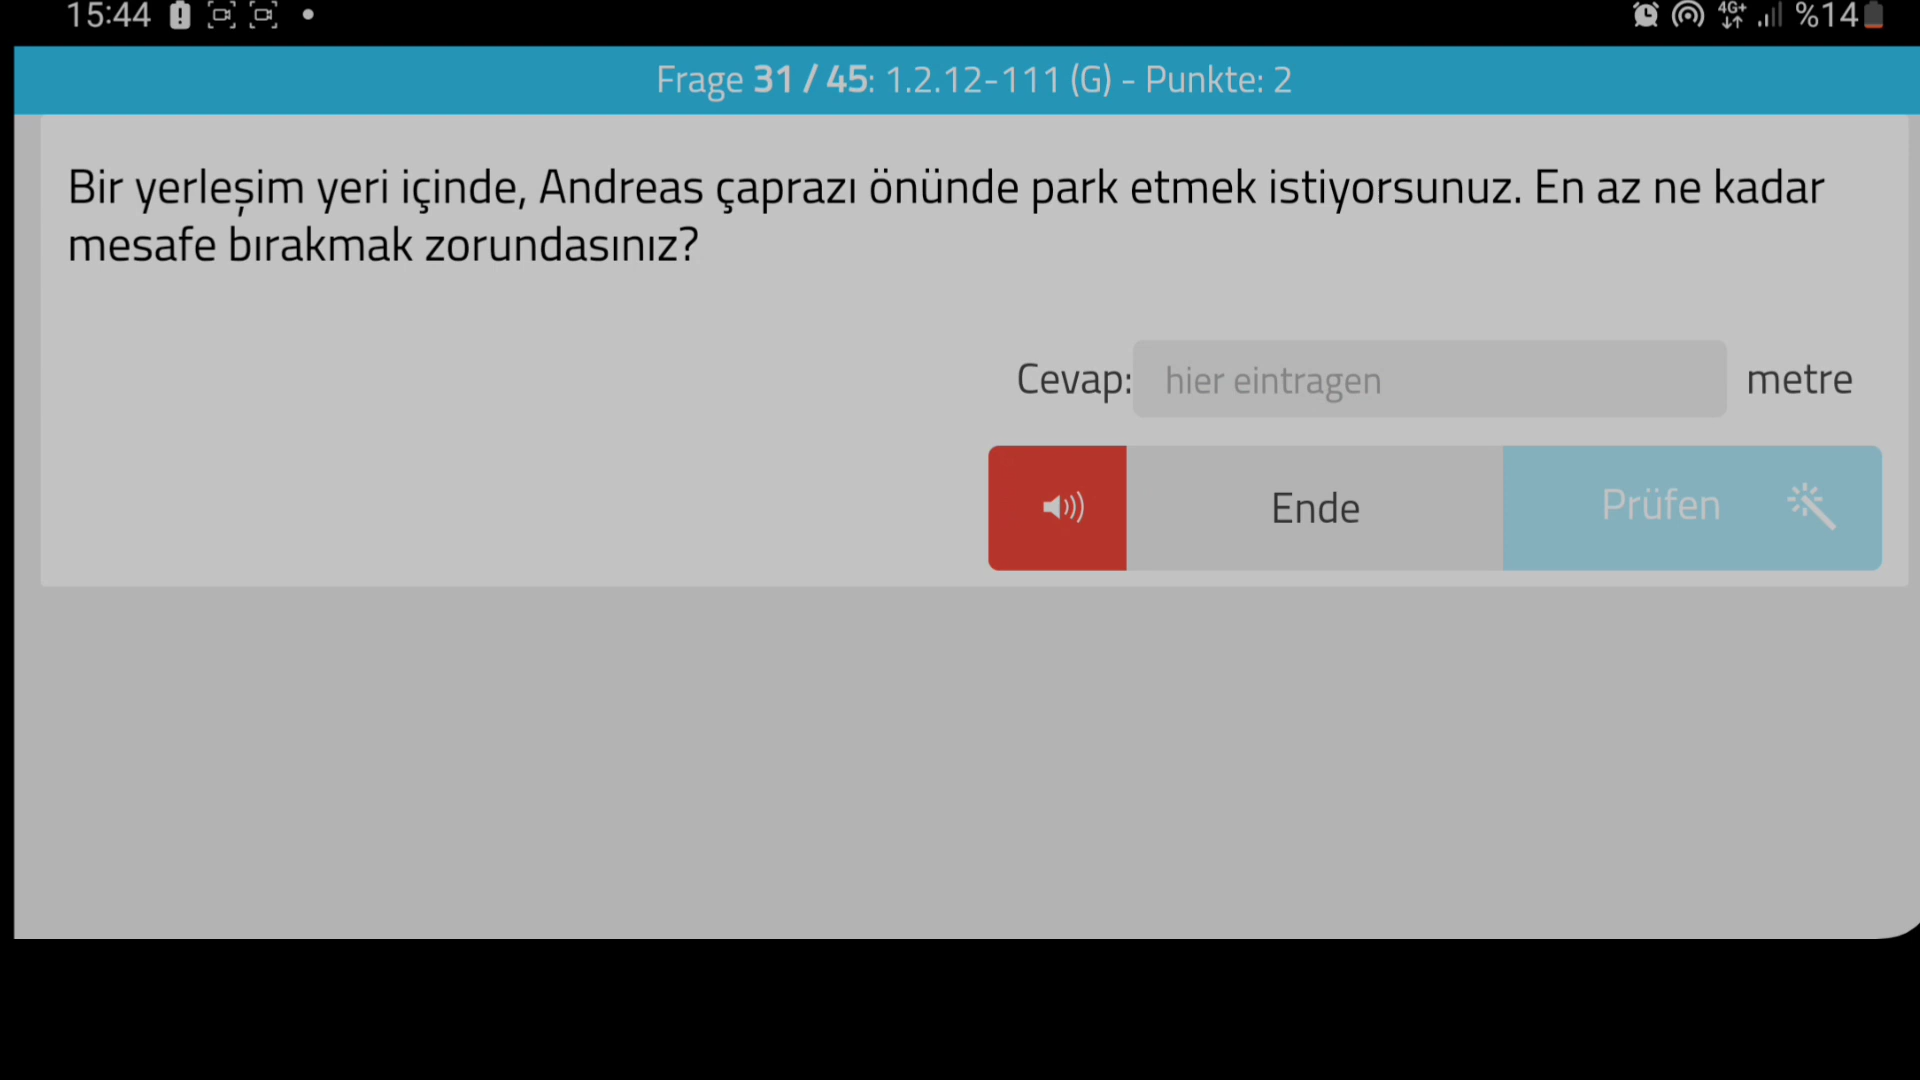 15:44
4G+
%14
Frage 31 / 45: 1.2.12-111 (G) - Punkte: 2
Bir yerleşim yeri içinde, Andreas çaprazı önünde park etmek istiyorsunuz. En az ne kadar
mesafe bırakmak zorundasınız?
Cevap: hier eintragen metre
Ende Prüfen